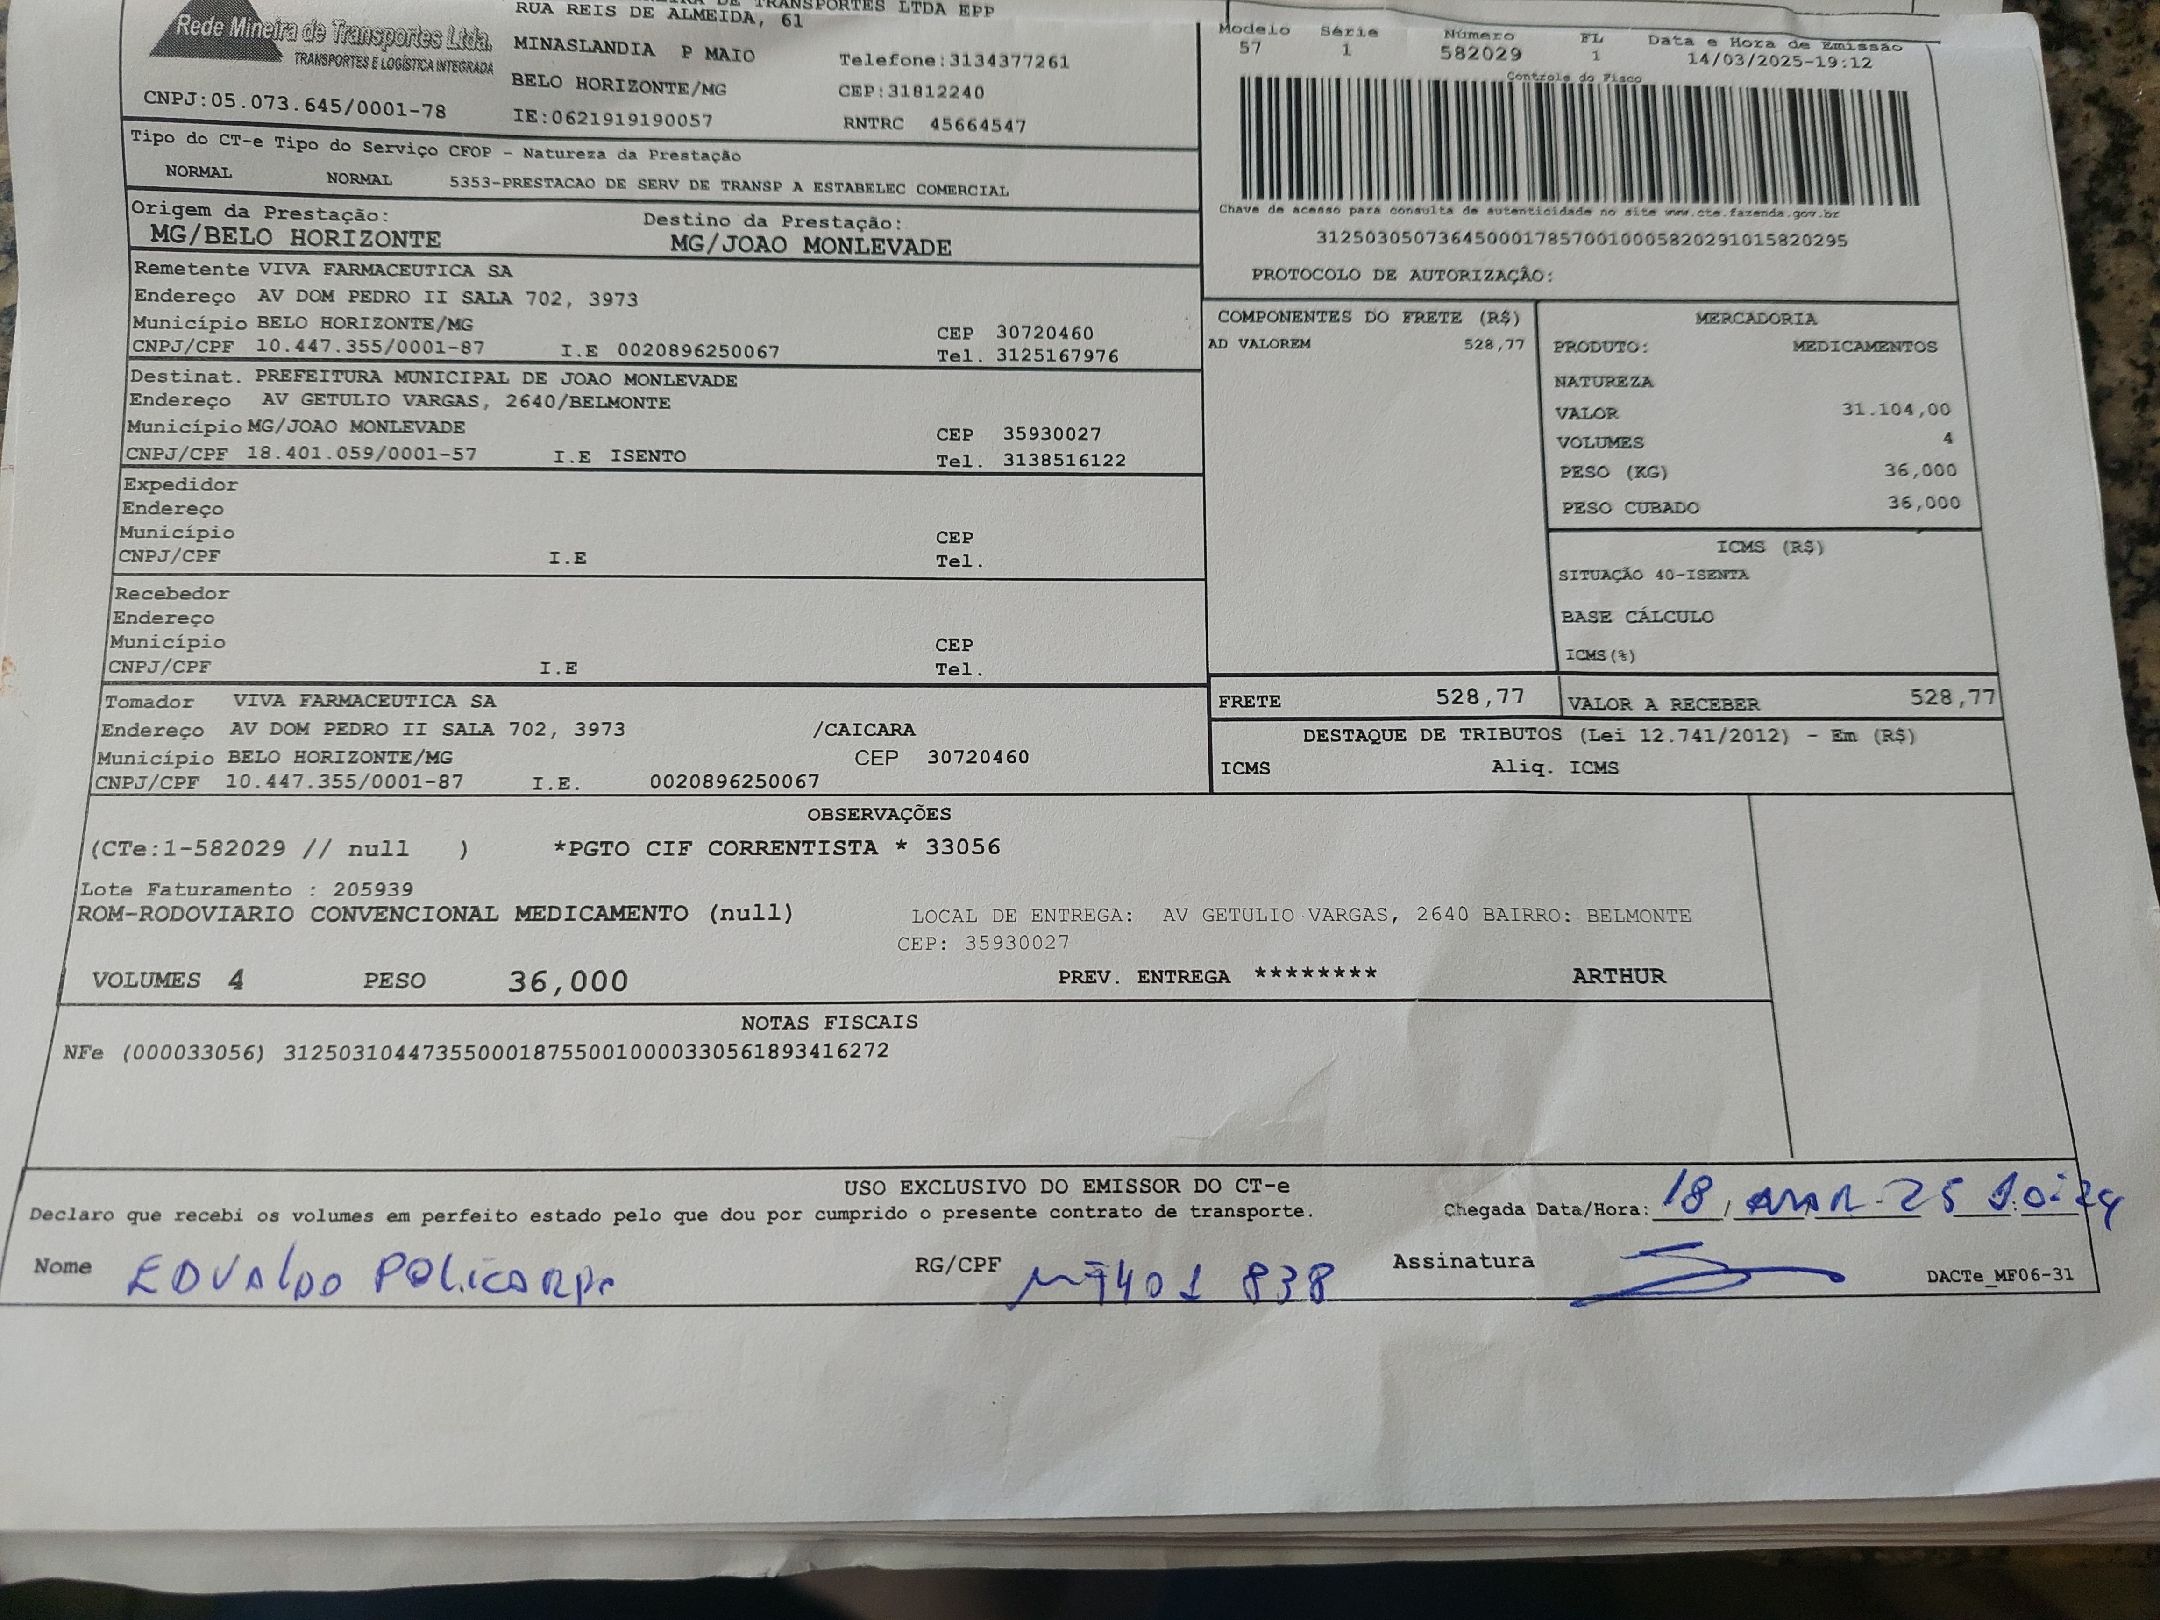 DE TRANSPORTES LTDA EPP
RUA REIS DE ALMEIDA, 61
Rede Mineira de Transportes Ltda.
TRANSPORTES E LOGÍSTICA INTEGRADA
MINASLANDIA P MAIO
Telefone:3134377261
BELO HORIZONTE/MG
CEP:31812240
CNPJ:05.073.645/0001-78
IE:0621919190057
RNTRC 45664547
Modelo Série Número FL Data e Hora de Emissão
57 1 582029 1 14/03/2025-19:12
Controle do Fisco
Tipo do CT-e Tipo do Serviço CFOP - Natureza da Prestação
NORMAL NORMAL 5353-PRESTACAO DE SERV DE TRANSP A ESTABELEC COMERCIAL
Chave de acesso para consulta de autenticidade no site www.cte.fazenda.gov.br
31250305073645000178570010005820291015820295
PROTOCOLO DE AUTORIZAÇÃO:
Origem da Prestação: Destino da Prestação:
MG/BELO HORIZONTE MG/JOAO MONLEVADE
Remetente VIVA FARMACEUTICA SA
Endereço AV DOM PEDRO II SALA 702, 3973
Município BELO HORIZONTE/MG CEP 30720460
CNPJ/CPF 10.447.355/0001-87 I.E 0020896250067 Tel. 3125167976
Destinat. PREFEITURA MUNICIPAL DE JOAO MONLEVADE
Endereço AV GETULIO VARGAS, 2640/BELMONTE
Município MG/JOAO MONLEVADE CEP 35930027
CNPJ/CPF 18.401.059/0001-57 I.E ISENTO Tel. 3138516122
Expedidor
Endereço
Município CEP
CNPJ/CPF I.E Tel.
Recebedor
Endereço
Município CEP
CNPJ/CPF I.E Tel.
Tomador VIVA FARMACEUTICA SA
Endereço AV DOM PEDRO II SALA 702, 3973 /CAICARA
Município BELO HORIZONTE/MG CEP 30720460
CNPJ/CPF 10.447.355/0001-87 I.E. 0020896250067
COMPONENTES DO FRETE (R$)
AD VALOREM 528,77
MERCADORIA
PRODUTO: MEDICAMENTOS
NATUREZA
VALOR 31.104,00
VOLUMES 4
PESO (KG) 36,000
PESO CUBADO 36,000
ICMS (R$)
SITUAÇÃO 40-ISENTA
BASE CÁLCULO
ICMS(%)
FRETE 528,77 VALOR A RECEBER 528,77
DESTAQUE DE TRIBUTOS (Lei 12.741/2012) - Em (R$)
ICMS Aliq. ICMS
OBSERVAÇÕES
(CTe:1-582029 // null ) *PGTO CIF CORRENTISTA * 33056
Lote Faturamento : 205939
ROM-RODOVIARIO CONVENCIONAL MEDICAMENTO (null)
LOCAL DE ENTREGA: AV GETULIO VARGAS, 2640 BAIRRO: BELMONTE
CEP: 35930027
VOLUMES 4 PESO 36,000 PREV. ENTREGA ******** ARTHUR
NOTAS FISCAIS
NFe (000033056) 31250310447355000187550010000330561893416272
USO EXCLUSIVO DO EMISSOR DO CT-e
Declaro que recebi os volumes em perfeito estado pelo que dou por cumprido o presente contrato de transporte.
Chegada Data/Hora: 18 / MAR 25
Nome EDVALDO POLICARPO
RG/CPF M7401 838
Assinatura
DACTe_MF06-31